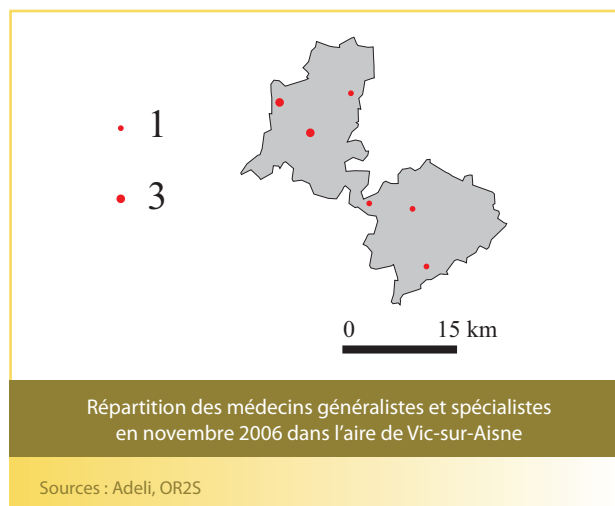 1
3
0 15 km
Répartition des médecins généralistes et spécialistes
en novembre 2006 dans l'aire de Vic-sur-Aisne
Sources : Adeli, OR2S